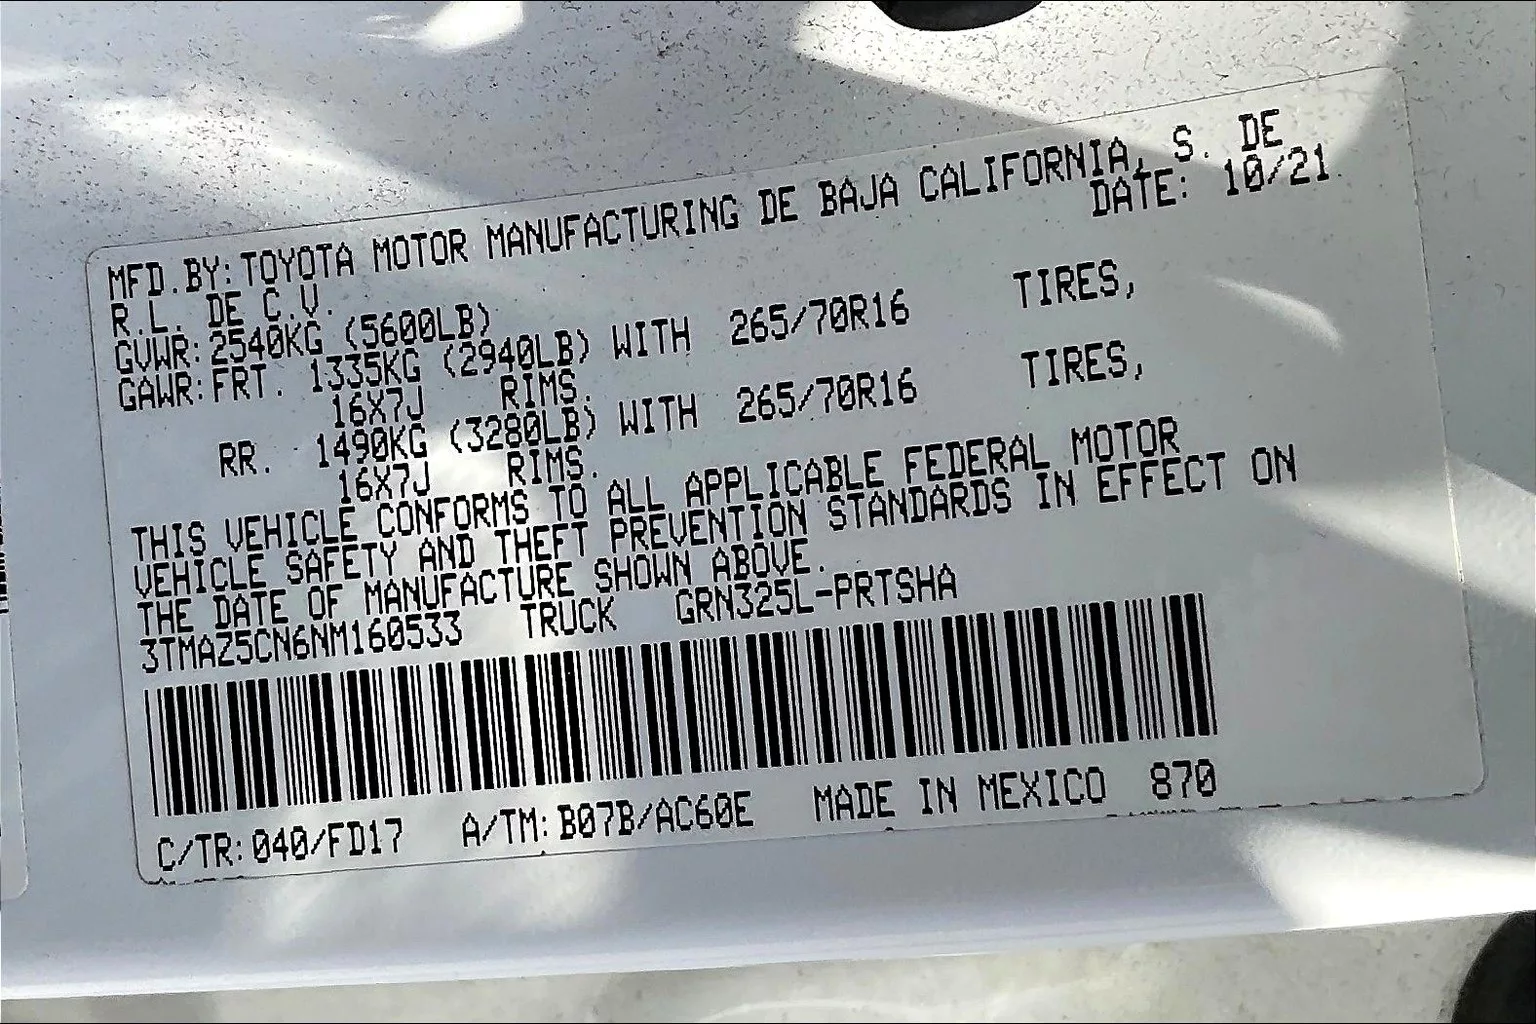 MFD.BY:TOYOTA MOTOR MANUFACTURING DE BAJA CALIFORNIA, S. DE
R.L. DE C.V. DATE: 10/21
GVWR:2540KG (5600LB)
GAWR:FRT. 1335KG (2940LB) WITH 265/70R16 TIRES,
16X7J RIMS.
RR. 1490KG (3280LB) WITH 265/70R16 TIRES,
16X7J RIMS.
THIS VEHICLE CONFORMS TO ALL APPLICABLE FEDERAL MOTOR
VEHICLE SAFETY AND THEFT PREVENTION STANDARDS IN EFFECT ON
THE DATE OF MANUFACTURE SHOWN ABOVE.
3TMAZ5CN6NM160533 TRUCK GRN325L-PRTSHA
C/TR:040/FD17 A/TM:B07B/AC60E MADE IN MEXICO 870